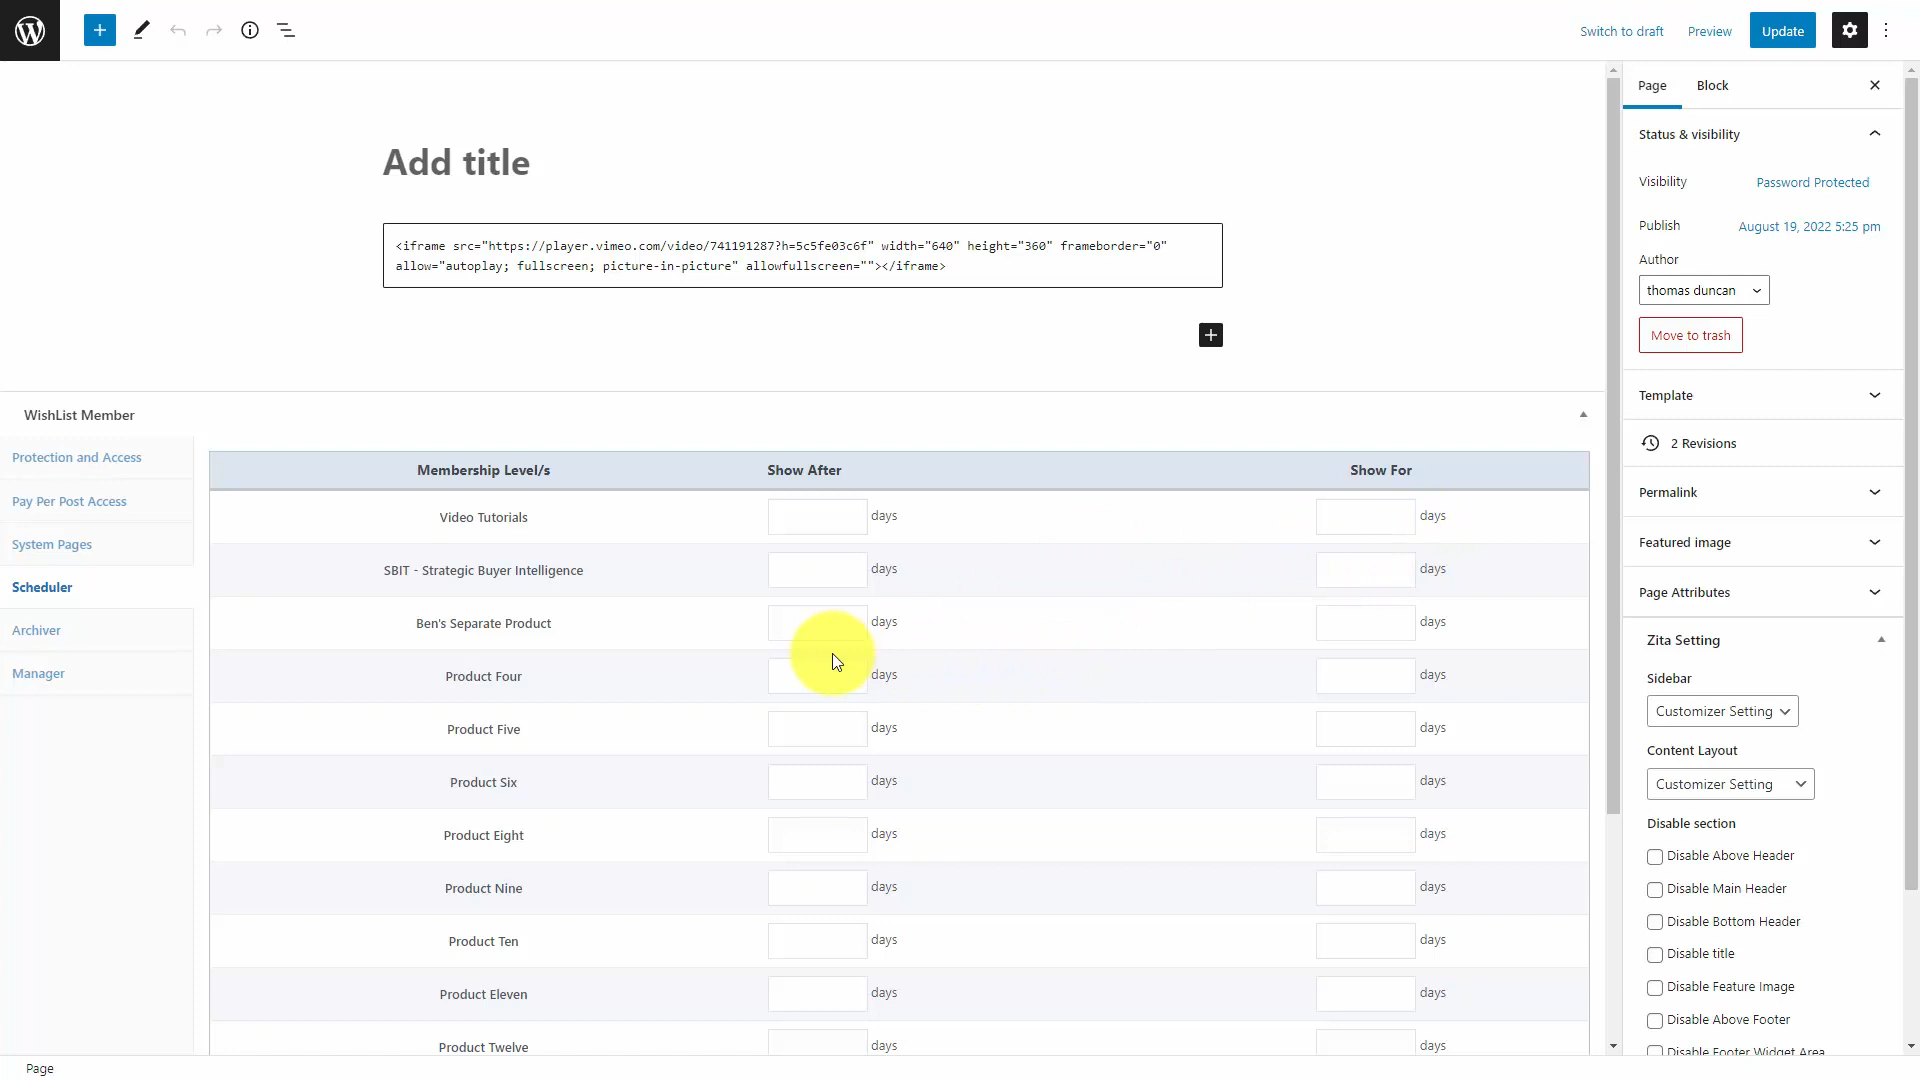 Switch to draft
Preview
Update
Page
Block
Add title
<iframe src="https://player.vimeo.com/video/741191287?h=5c5fe03c6f" width="640" height="360" frameborder="0"
allow="autoplay; fullscreen; picture-in-picture" allowfullscreen=""></iframe>
Status & visibility
Visibility
Password Protected
Publish
August 19, 2022 5:25 pm
Author
thomas duncan
Move to trash
Template
2 Revisions
Permalink
Featured image
Page Attributes
Zita Setting
Sidebar
Customizer Setting
Content Layout
Customizer Setting
Disable section
Disable Above Header
Disable Main Header
Disable Bottom Header
Disable title
Disable Feature Image
Disable Above Footer
Disable Footer Widget Area
WishList Member
Protection and Access
Pay Per Post Access
System Pages
Scheduler
Archiver
Manager
Membership Level/s Show After Show For
Video Tutorials days days
SBIT - Strategic Buyer Intelligence days days
Ben's Separate Product days days
Product Four days days
Product Five days days
Product Six days days
Product Eight days days
Product Nine days days
Product Ten days days
Product Eleven days days
Product Twelve days days
Page